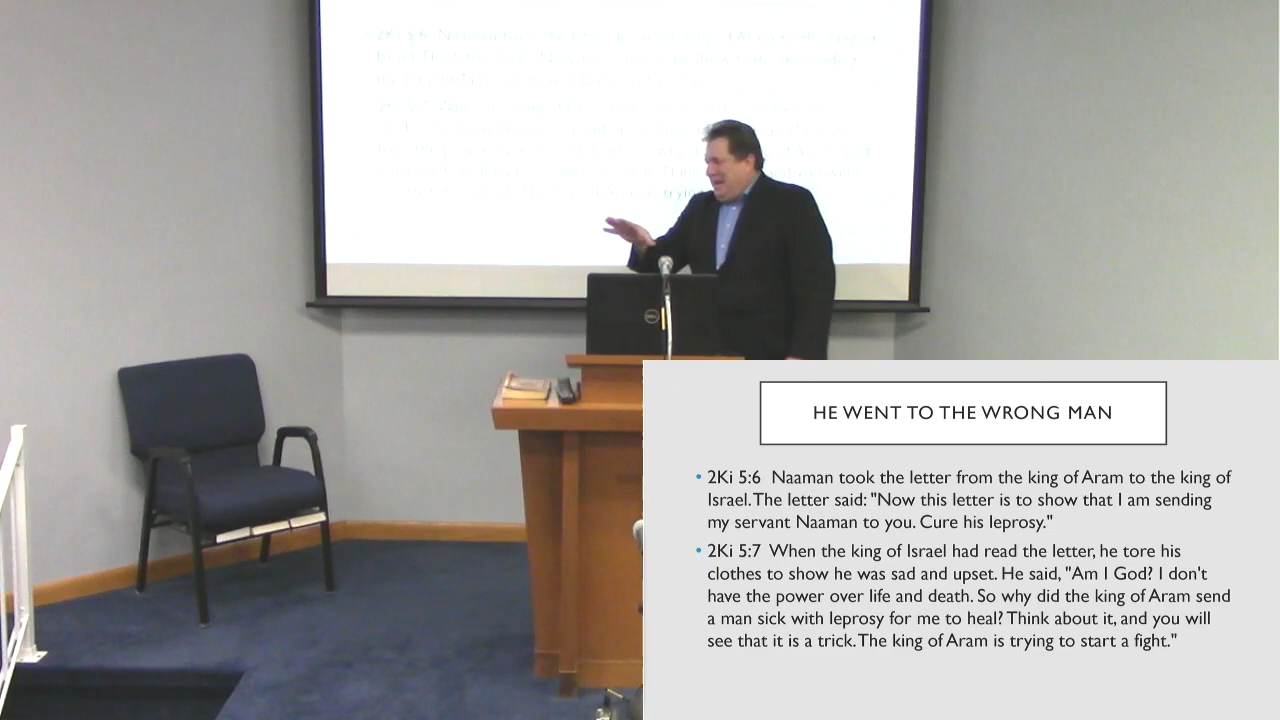 HE WENT TO THE WRONG MAN
• 2Ki 5:6 Naaman took the letter from the king of Aram to the king of
Israel. The letter said: "Now this letter is to show that I am sending
my servant Naaman to you. Cure his leprosy."
• 2Ki 5:7 When the king of Israel had read the letter, he tore his
clothes to show he was sad and upset. He said, "Am I God? I don't
have the power over life and death. So why did the king of Aram send
a man sick with leprosy for me to heal? Think about it, and you will
see that it is a trick. The king of Aram is trying to start a fight."